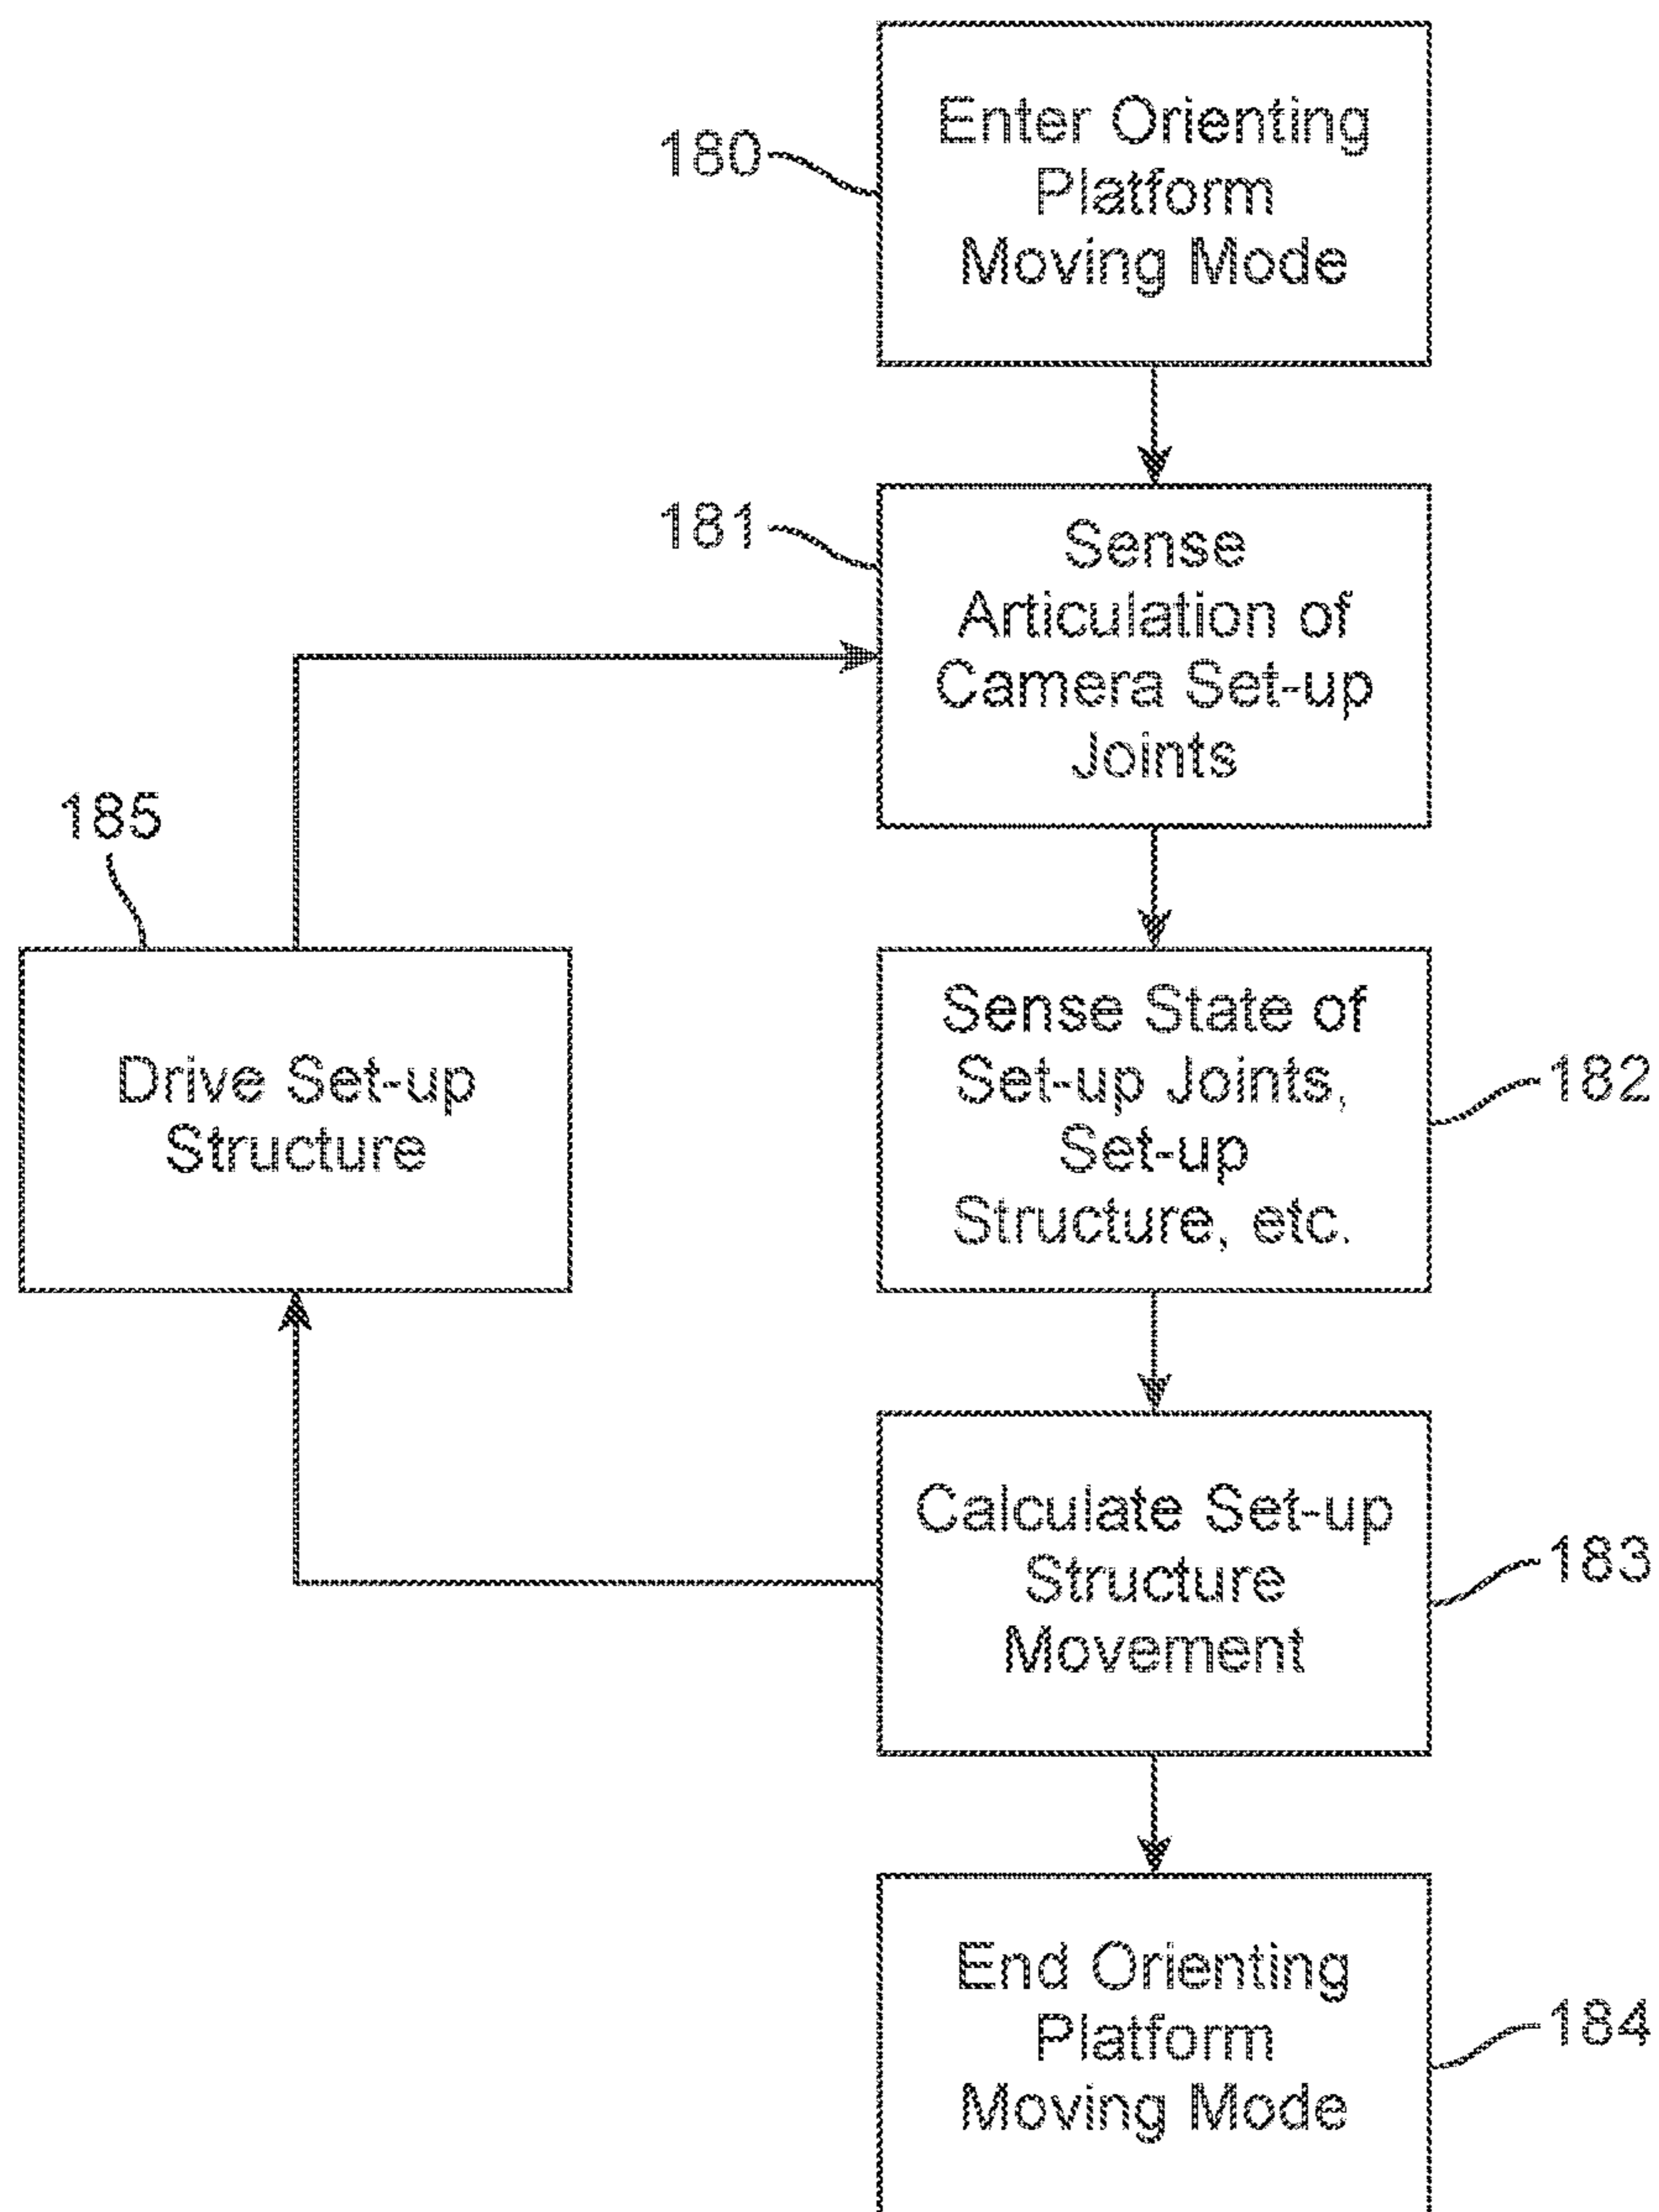 180
Enter Orienting
Platform
Moving Mode
181
Sense
Articulation of
Camera Set-up
Joints
185
Drive Set-up
Structure
Sense State of
Set-up Joints,
Set-up
Structure, etc.
182
Calculate Set-up
Structure
Movement
183
End Orienting
Platform
Moving Mode
184